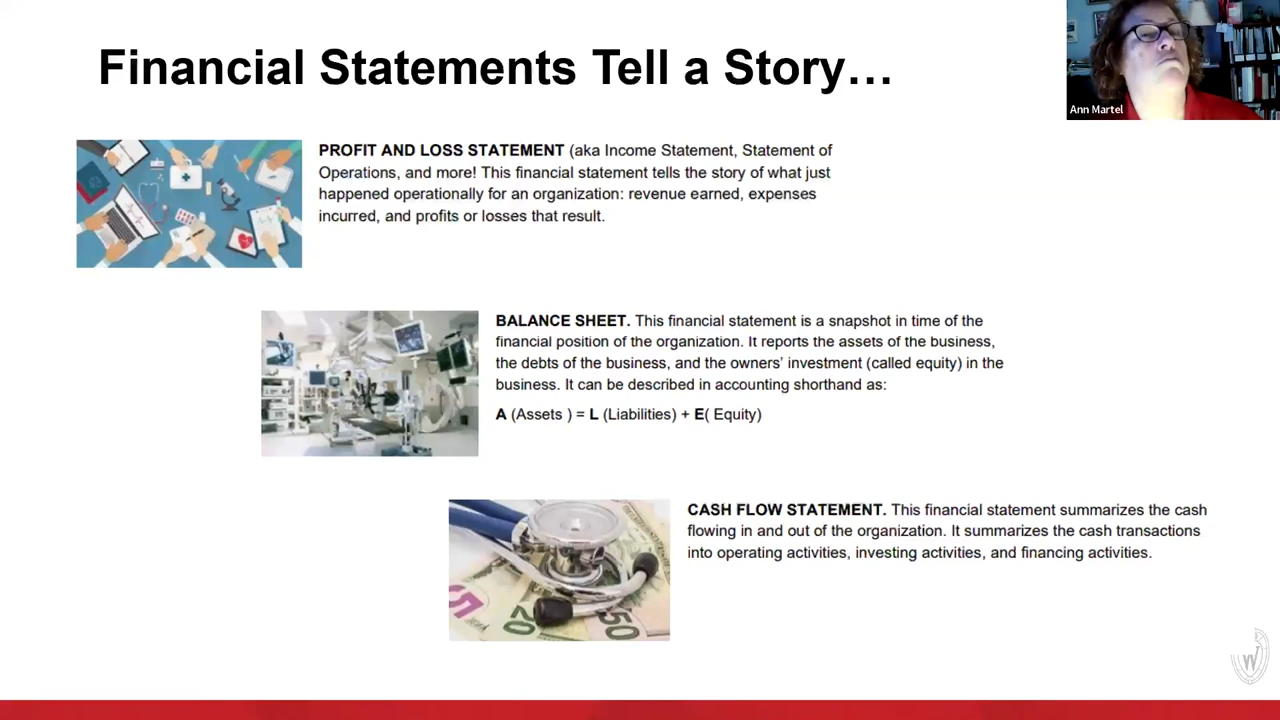 Financial Statements Tell a Story…
Ann Martel
PROFIT AND LOSS STATEMENT (aka Income Statement, Statement of
Operations, and more! This financial statement tells the story of what just
happened operationally for an organization: revenue earned, expenses
incurred, and profits or losses that result.
BALANCE SHEET. This financial statement is a snapshot in time of the
financial position of the organization. It reports the assets of the business,
the debts of the business, and the owners’ investment (called equity) in the
business. It can be described in accounting shorthand as:
A (Assets ) = L (Liabilities) + E( Equity)
CASH FLOW STATEMENT. This financial statement summarizes the cash
flowing in and out of the organization. It summarizes the cash transactions
into operating activities, investing activities, and financing activities.
5
20
50
W